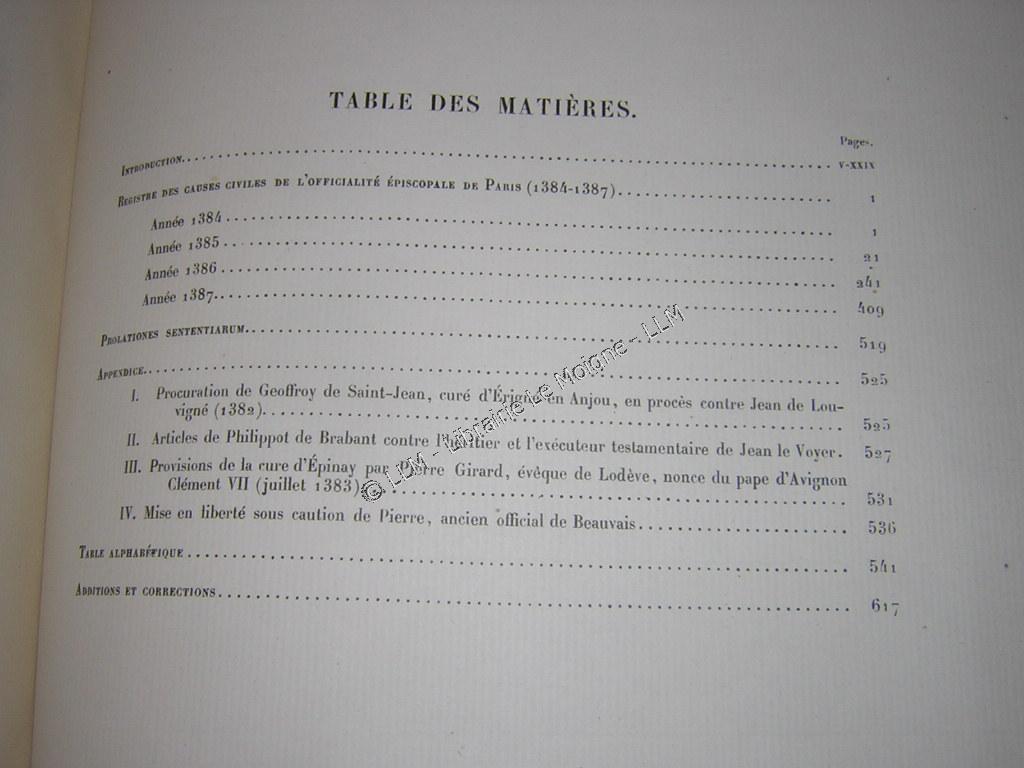 TABLE DES MATIÈRES.
Pages.
INTRODUCTION. V-XXIX
REGISTRE DES CAUSES CIVILES DE L'OFFICIALITÉ ÉPISCOPALE DE PARIS (1384-1387) 1
Année 1384 1
Année 1385 21
Année 1386 241
Année 1387. 409
PROLATIONES SENTENTIARUM. 519
APPENDICE. 525
I. Procuration de Geoffroy de Saint-Jean, curé d'Érigné en Anjou, en procès contre Jean de Lou-
vigné (1382). 525
II. Articles de Philippot de Brabant contre l'héritier et l'exécuteur testamentaire de Jean le Voyer. 527
III. Provisions de la cure d'Épinay par Pierre Girard, évêque de Lodève, nonce du pape d'Avignon
Clément VII (juillet 1383) 531
IV. Mise en liberté sous caution de Pierre, ancien official de Beauvais 536
TABLE ALPHABÉTIQUE 541
ADDITIONS ET CORRECTIONS 617
© LLM - Librairie Le Moigne - LLM